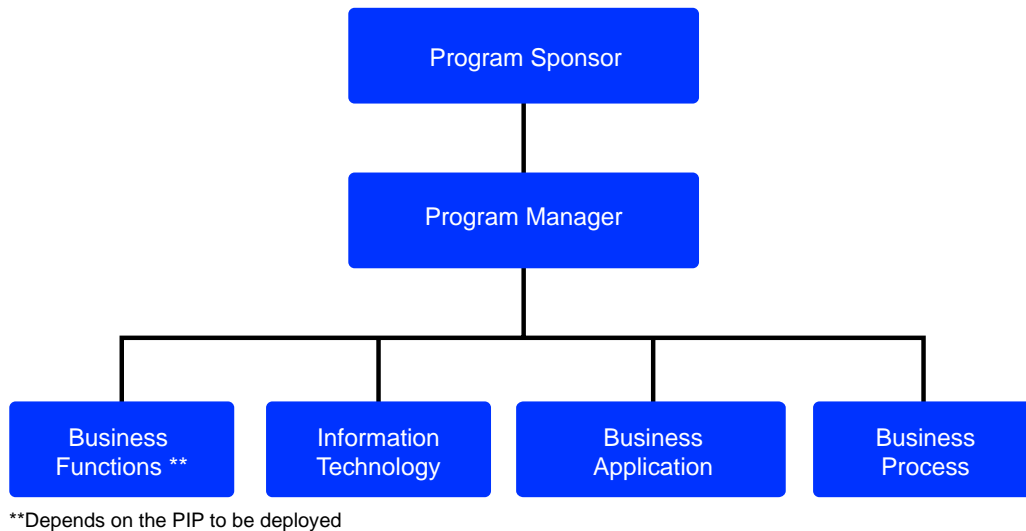 Program Sponsor
Program Manager
Business
Functions **
Information
Technology
Business
Application
Business
Process
**Depends on the PIP to be deployed